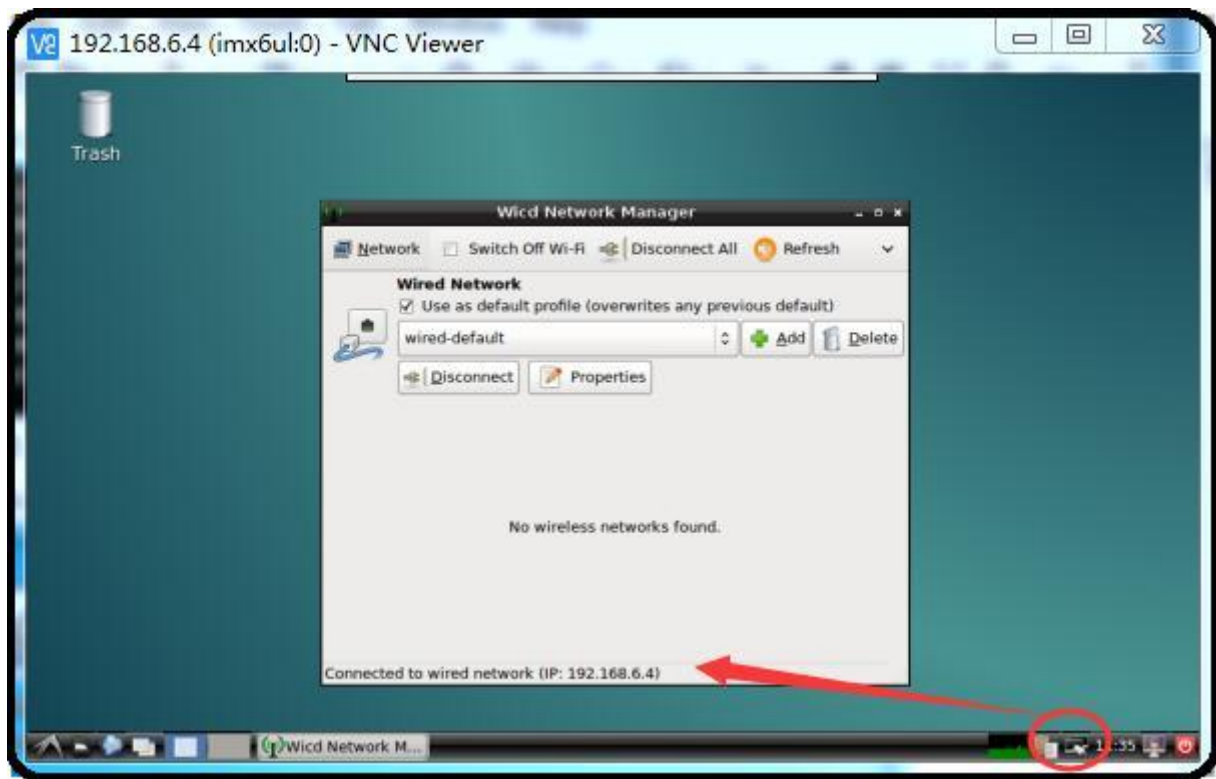 192.168.6.4 (imx6ul:0) - VNC Viewer
Trash
Wicd Network Manager
Network Switch Off Wi-Fi Disconnect All Refresh
Wired Network
Use as default profile (overwrites any previous default)
wired-default Add Delete
Disconnect Properties
No wireless networks found.
Connected to wired network (IP: 192.168.6.4)
Wicd Network M...